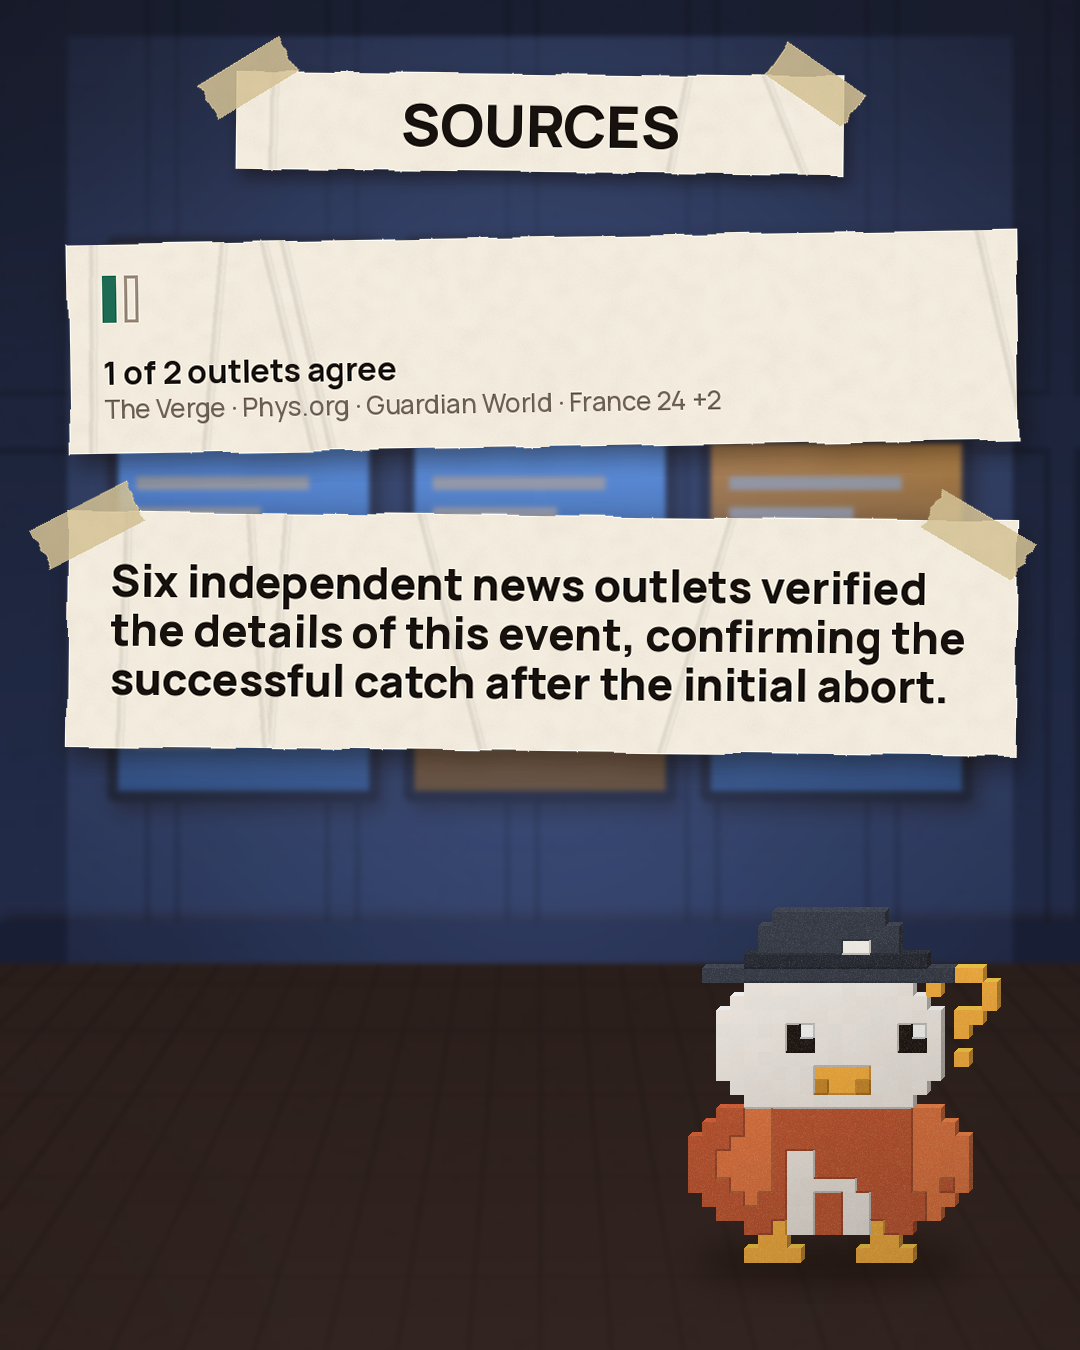 SOURCES
1 of 2 outlets agree
The Verge · Phys.org · Guardian World · France 24 +2
Six independent news outlets verified
the details of this event, confirming the
successful catch after the initial abort.
?
h